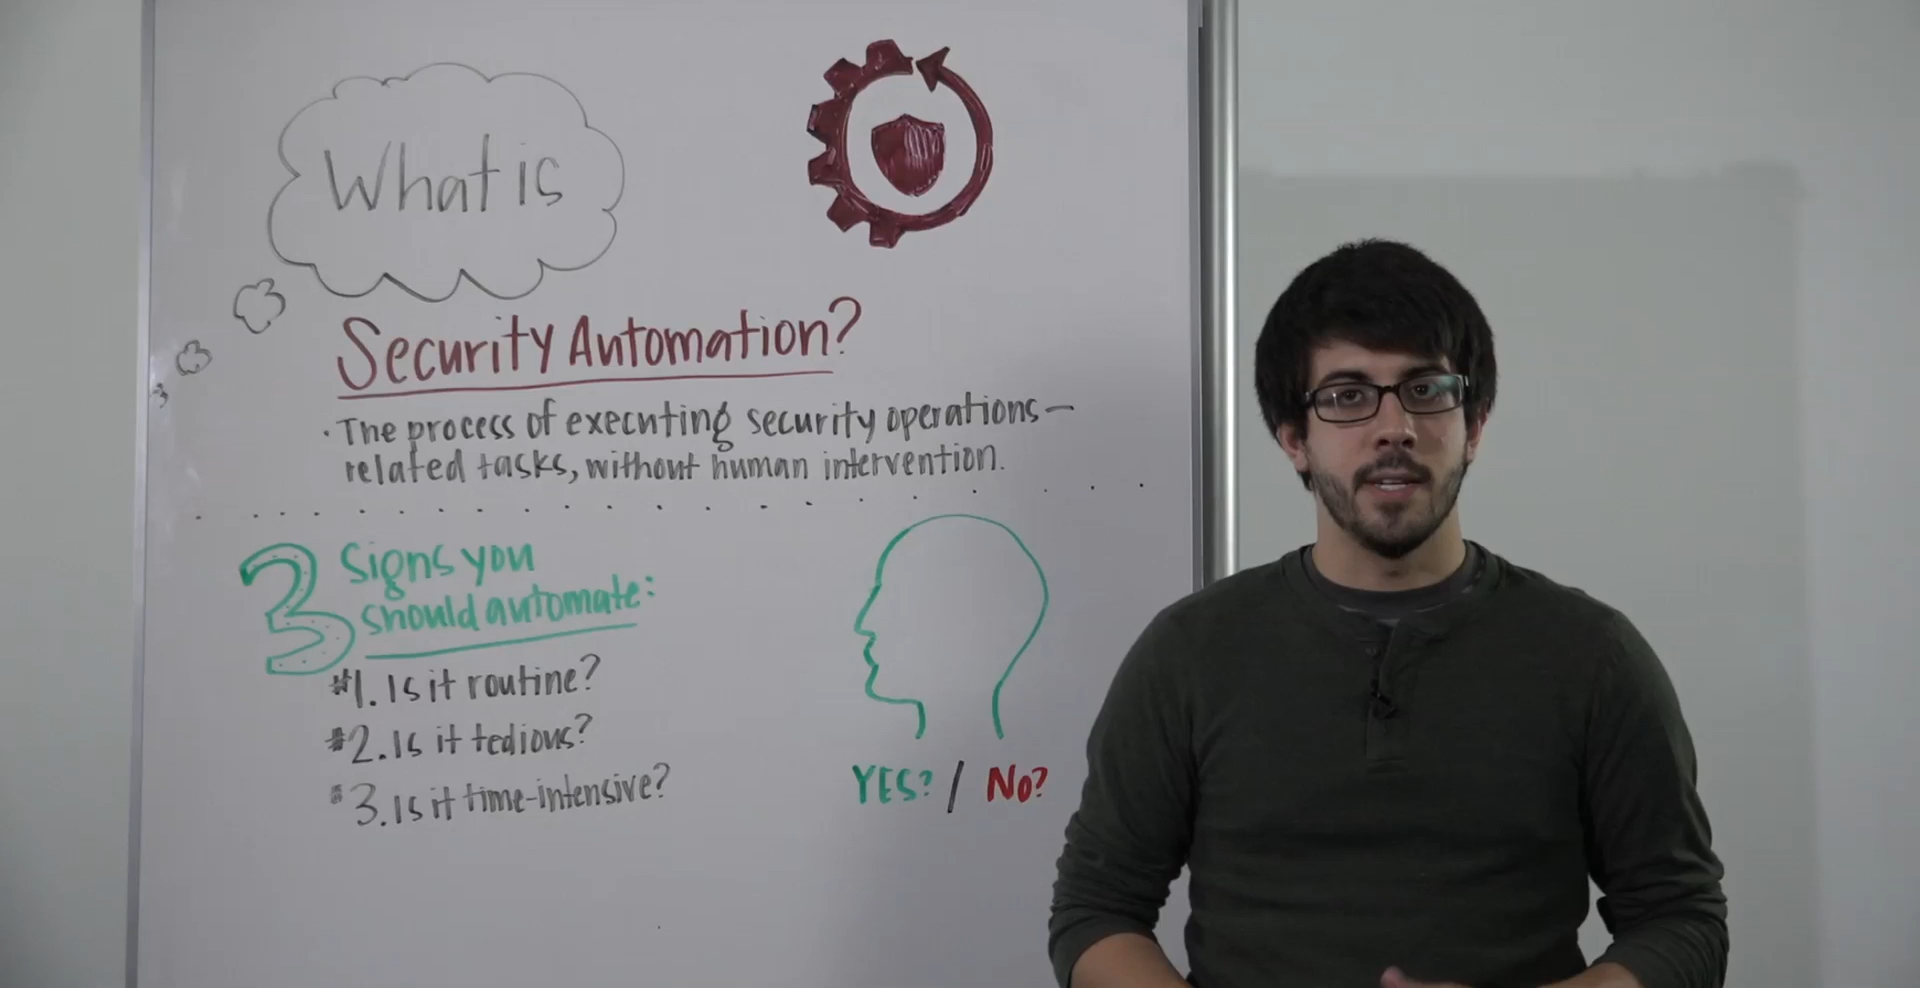 What is
Security Automation?
• The process of executing security operations—
related tasks, without human intervention.
3 Signs you
should automate:
#1. Is it routine?
#2. Is it tedious?
#3. Is it time-intensive?
YES? / No?